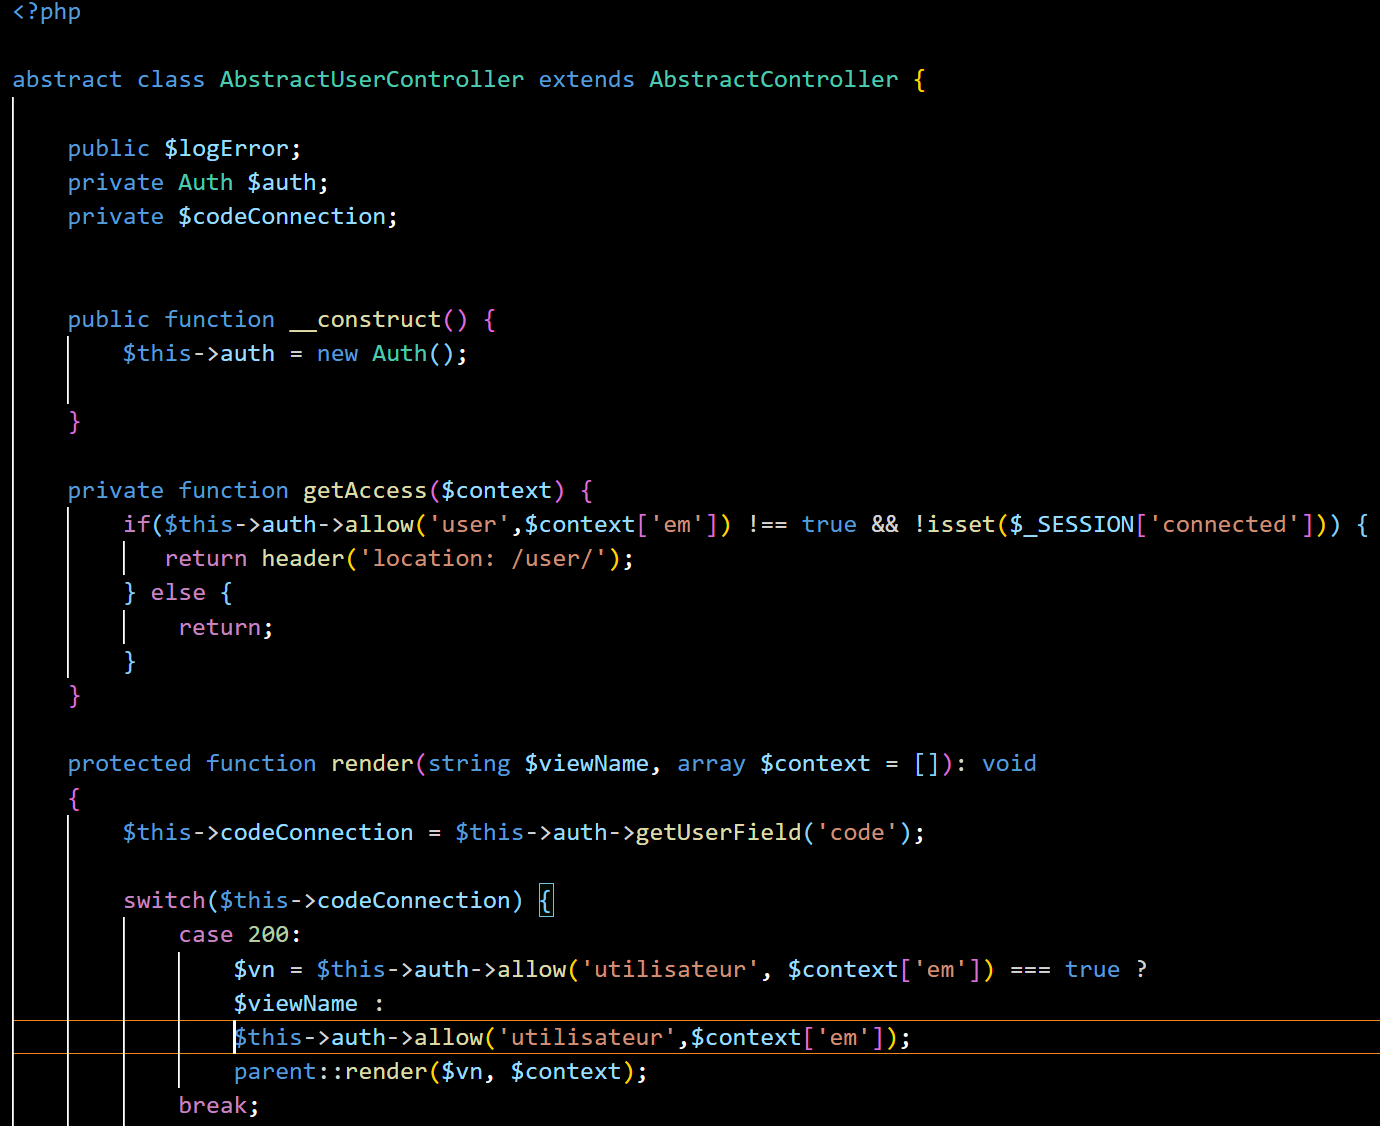 <?php
abstract class AbstractUserController extends AbstractController {
public $logError;
private Auth $auth;
private $codeConnection;
public function __construct() {
$this->auth = new Auth();
}
private function getAccess($context) {
if($this->auth->allow('user',$context['em']) !== true && !isset($_SESSION['connected'])) {
return header('location: /user/');
} else {
return;
}
}
protected function render(string $viewName, array $context = []): void
{
$this->codeConnection = $this->auth->getUserField('code');
switch($this->codeConnection) {
case 200:
$vn = $this->auth->allow('utilisateur', $context['em']) === true ?
$viewName :
$this->auth->allow('utilisateur',$context['em']);
parent::render($vn, $context);
break;